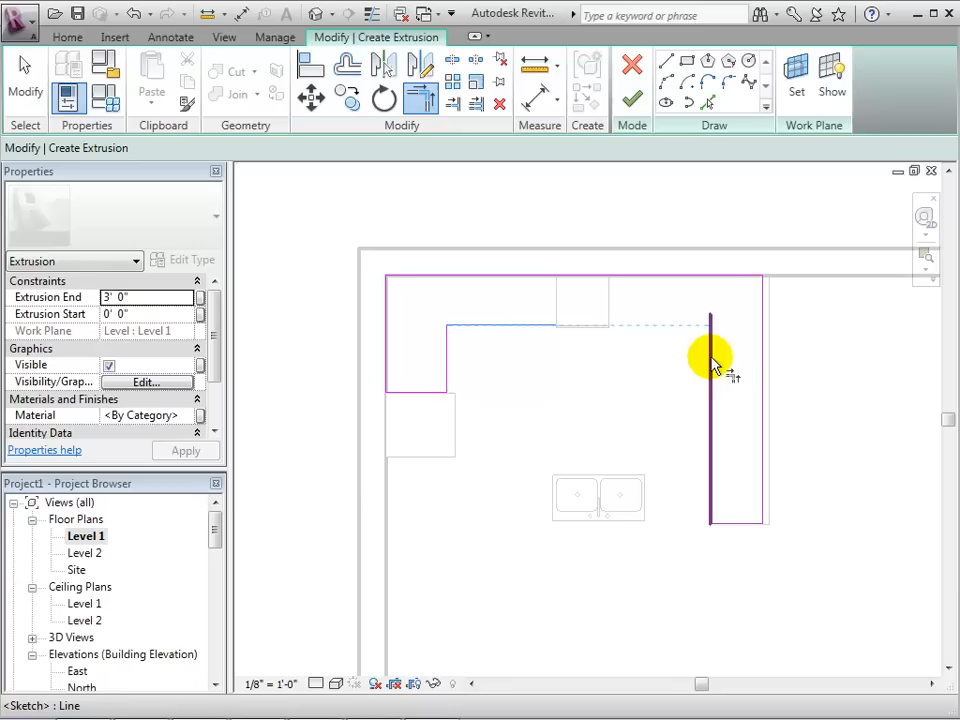 Autodesk Revit...
Type a keyword or phrase
Home
Insert
Annotate
View
Manage
Modify | Create Extrusion
Modify
Paste
Cut
Join
Set
Show
Select
Properties
Clipboard
Geometry
Modify
Measure
Create
Mode
Draw
Work Plane
Modify | Create Extrusion
Properties
Extrusion
Edit Type
Constraints
Extrusion End
3' 0"
Extrusion Start
0' 0"
Work Plane
Level : Level 1
Graphics
Visible
Visibility/Grap...
Edit...
Materials and Finishes
Material
<By Category>
Identity Data
Properties help
Apply
Project1 - Project Browser
Views (all)
Floor Plans
Level 1
Level 2
Site
Ceiling Plans
Level 1
Level 2
3D Views
Elevations (Building Elevation)
East
North
2D
1/8" = 1'-0"
<Sketch> : Line